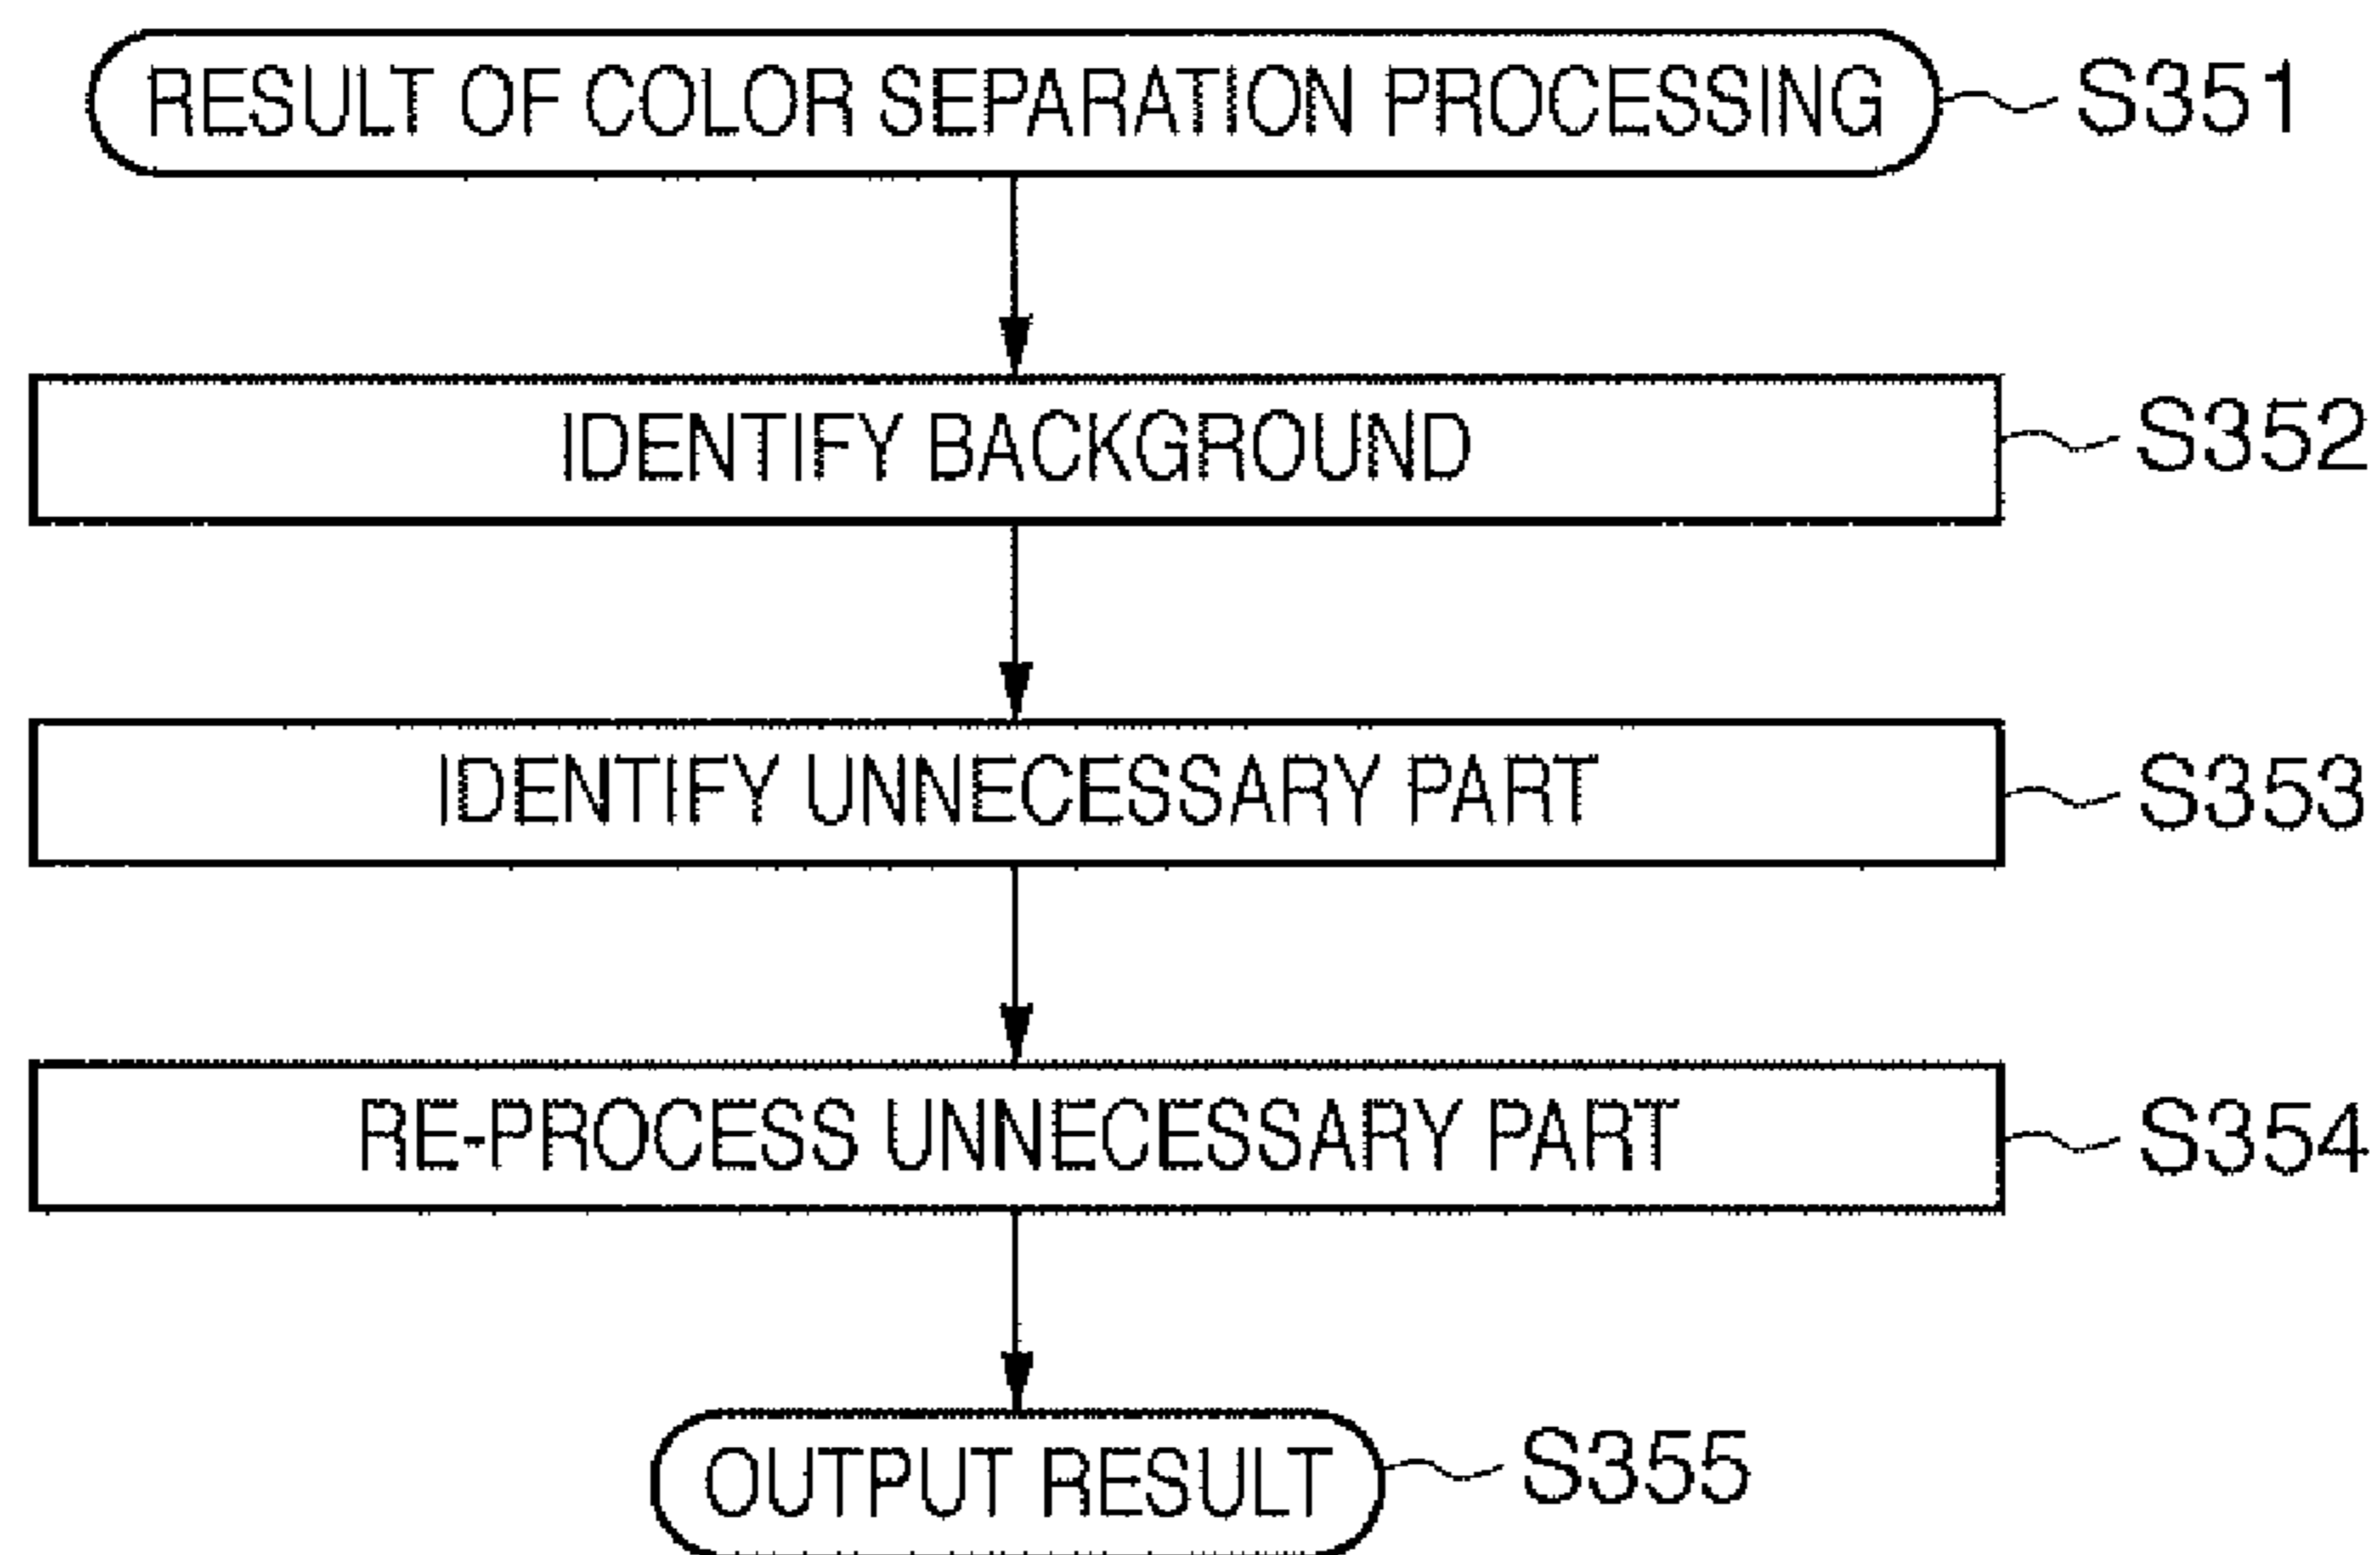 RESULT OF COLOR SEPARATION PROCESSING S351
IDENTIFY BACKGROUND S352
IDENTIFY UNNECESSARY PART S353
RE-PROCESS UNNECESSARY PART S354
OUTPUT RESULT S355